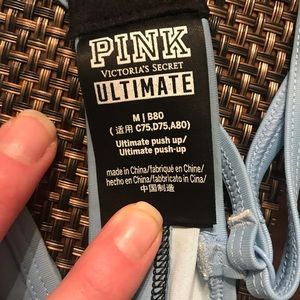 PINK
VICTORIA'S SECRET
ULTIMATE
M | B80
(适用 C75,D75,A80)
Ultimate push up/
Ultimate push-up
made in China/fabriqué en Chine/
hecho en China/fabbricato in Cina/
中国制造